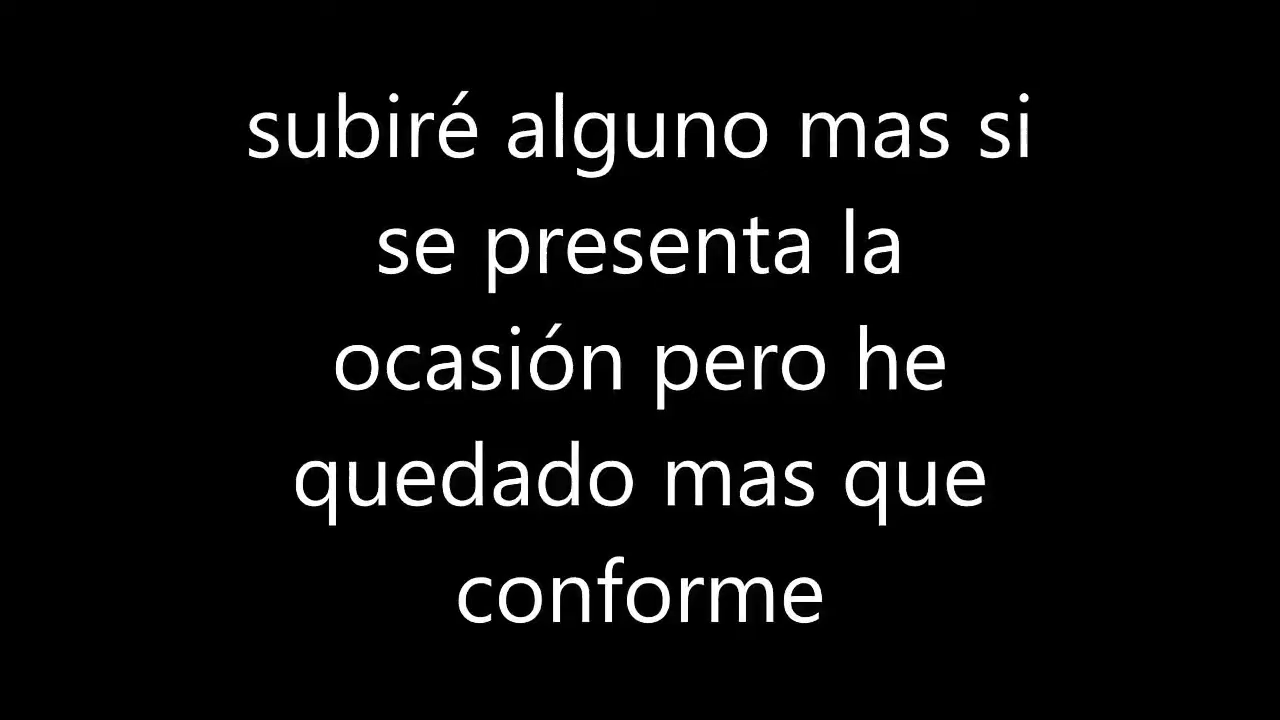 subiré alguno mas si
se presenta la
ocasión pero he
quedado mas que
conforme